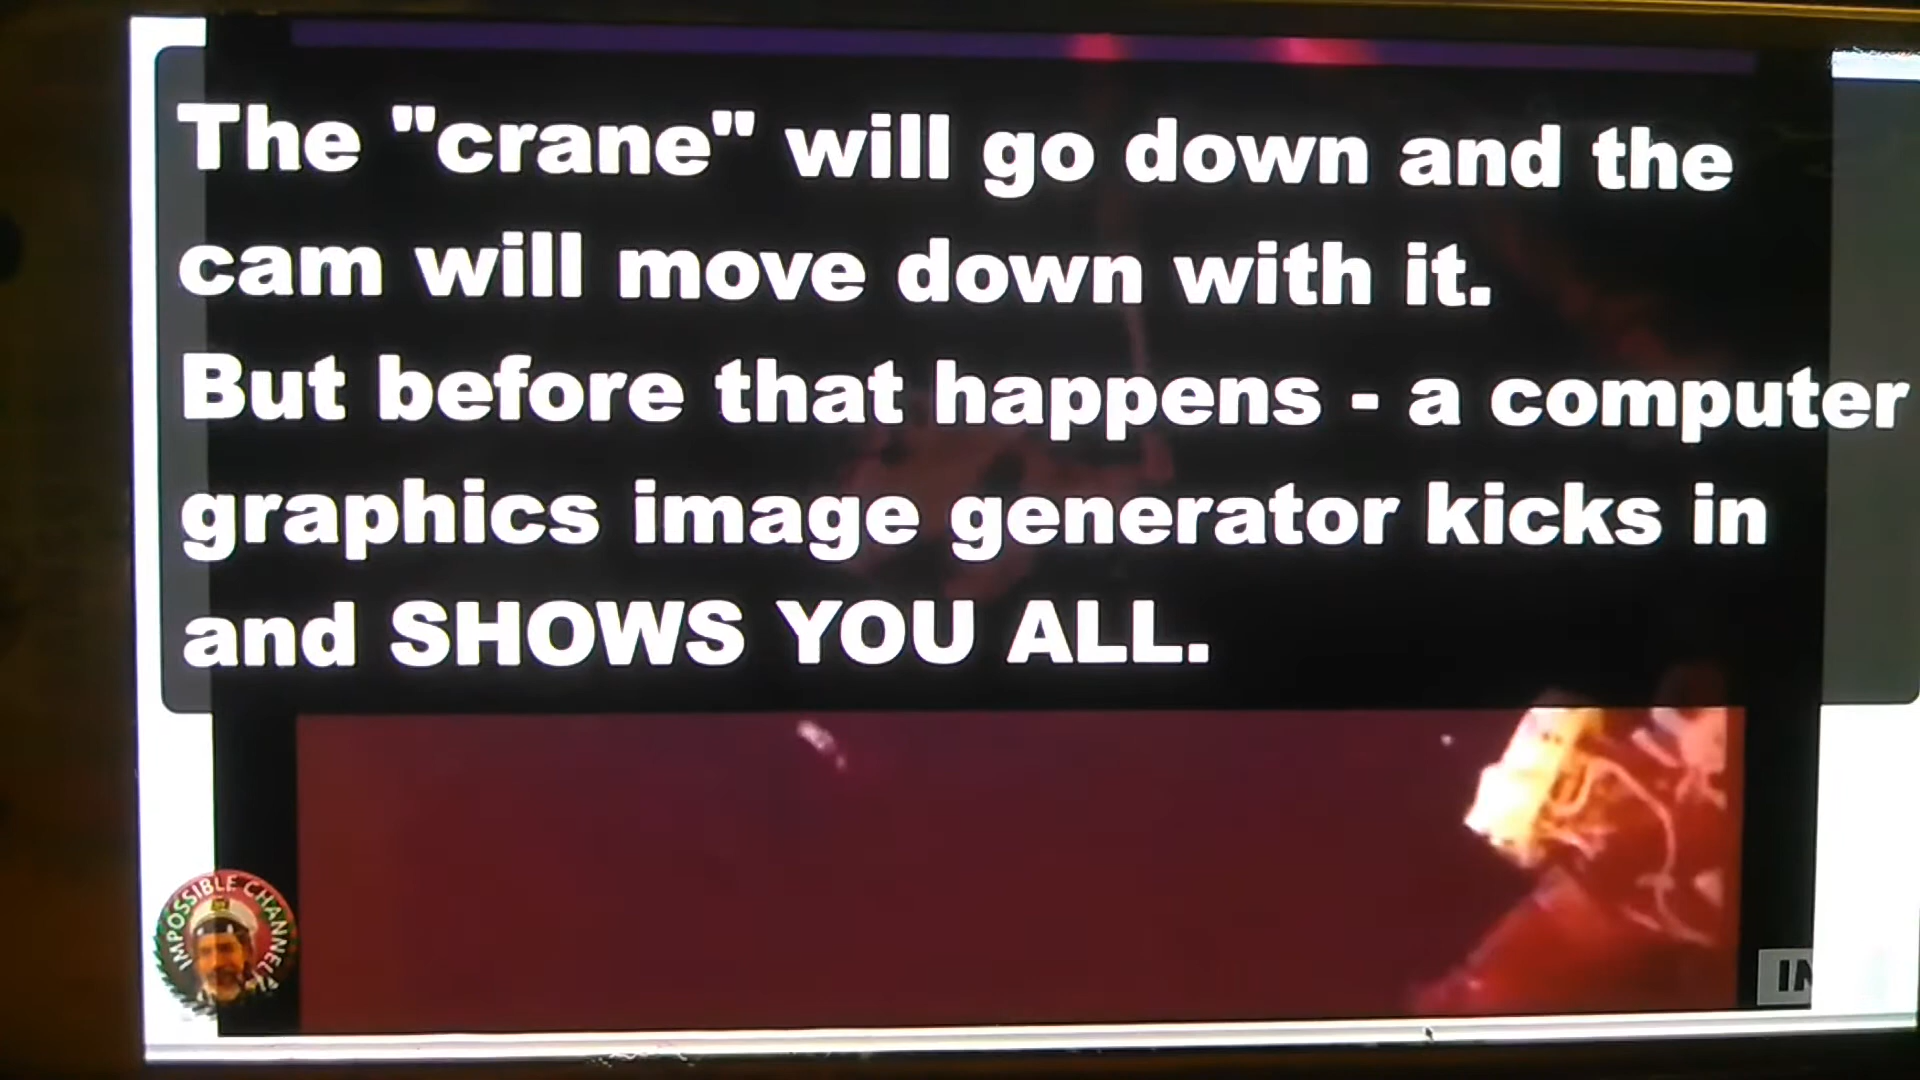 The "crane" will go down and the
cam will move down with it.
But before that happens - a computer
graphics image generator kicks in
and SHOWS YOU ALL.
IMPOSSIBLE CHANNEL